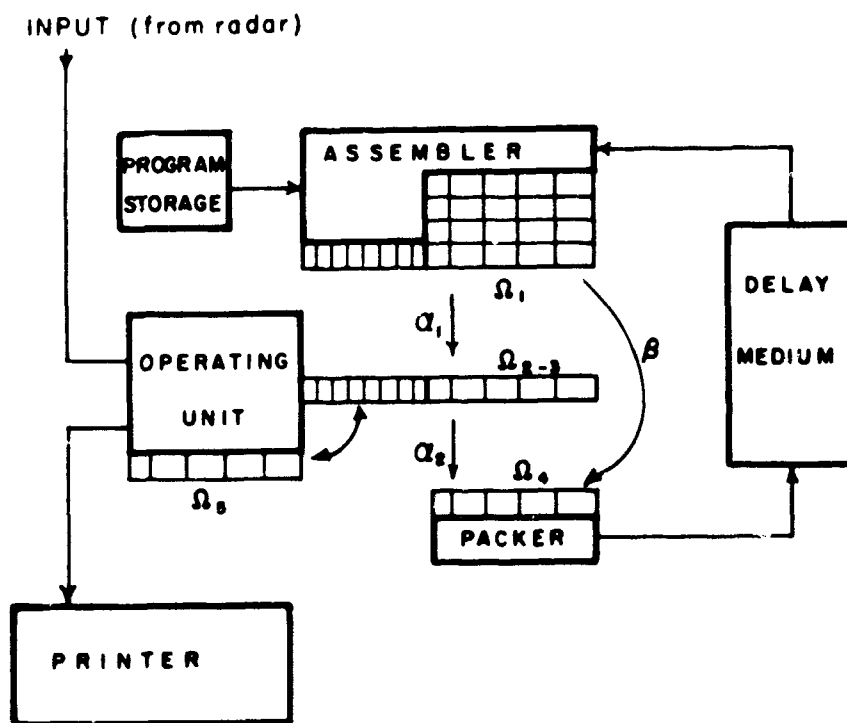 INPUT (from radar)
ASSEMBLER
PROGRAM
STORAGE
DELAY
MEDIUM
Ω₁
α₁
β
OPERATING
UNIT
Ω₂₋₃
α₂
Ω₄
Ω₅
PACKER
PRINTER